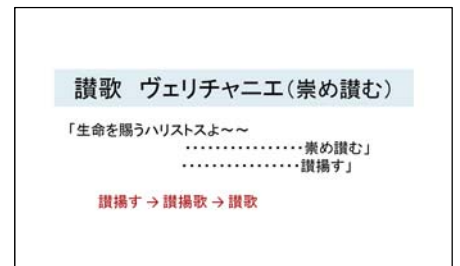 讃歌　ヴェリチャニエ（崇め讃む）
「生命を賜うハリストスよ～～
・・・・・・・・・・・・・・・・崇め讃む」
・・・・・・・・・・・・・・・・讃揚す」
讃揚す → 讃揚歌 → 讃歌